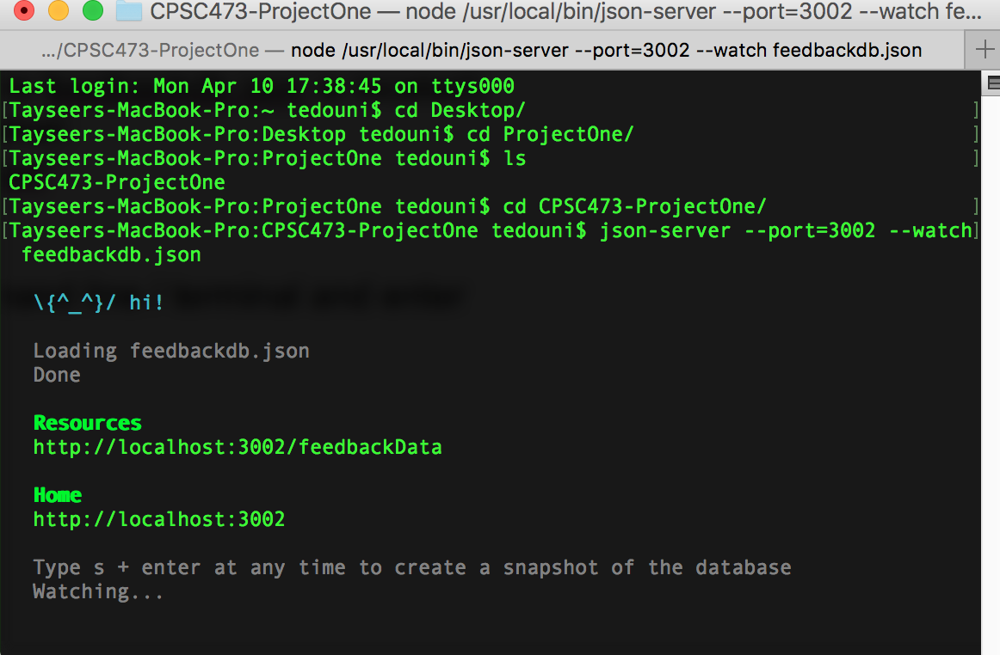 CPSC473-ProjectOne — node /usr/local/bin/json-server --port=3002 --watch fe...
.../CPSC473-ProjectOne — node /usr/local/bin/json-server --port=3002 --watch feedbackdb.json
Last login: Mon Apr 10 17:38:45 on ttys000
[Tayseers-MacBook-Pro:~ tedouni$ cd Desktop/ ]
[Tayseers-MacBook-Pro:Desktop tedouni$ cd ProjectOne/ ]
[Tayseers-MacBook-Pro:ProjectOne tedouni$ ls ]
CPSC473-ProjectOne
[Tayseers-MacBook-Pro:ProjectOne tedouni$ cd CPSC473-ProjectOne/ ]
[Tayseers-MacBook-Pro:CPSC473-ProjectOne tedouni$ json-server --port=3002 --watch]
feedbackdb.json
\{^_^}/ hi!
Loading feedbackdb.json
Done
Resources
http://localhost:3002/feedbackData
Home
http://localhost:3002
Type s + enter at any time to create a snapshot of the database
Watching...